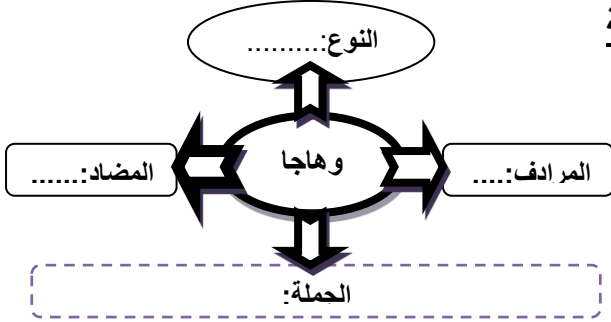 النوع:.........
وهاجا
المرادف:....
المضاد:......
الجملة: